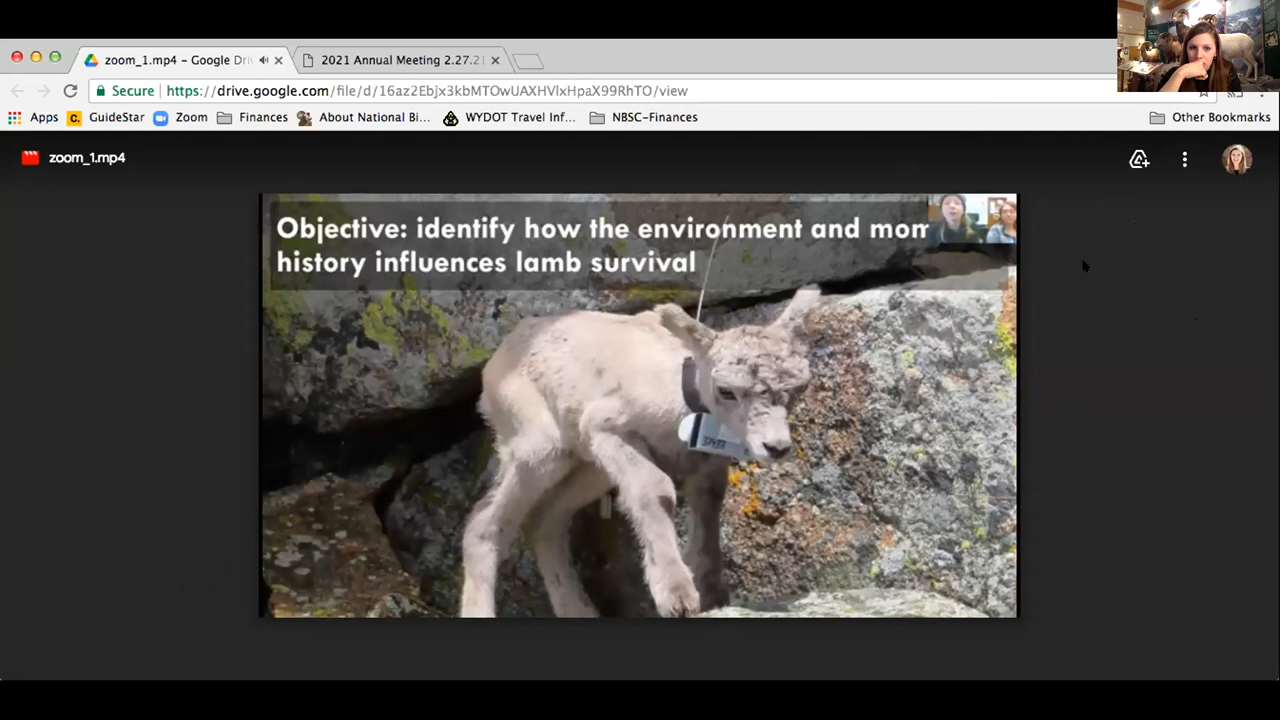 zoom_1.mp4 - Google Dri
2021 Annual Meeting 2.27.21
Secure
https://drive.google.com/file/d/16az2Ebjx3kbMTOwUAXHVlxHpaX99RhTO/view
Apps
GuideStar
Zoom
Finances
About National Bi...
WYDOT Travel Inf...
NBSC-Finances
Other Bookmarks
zoom_1.mp4
Objective: identify how the environment and mom
history influences lamb survival